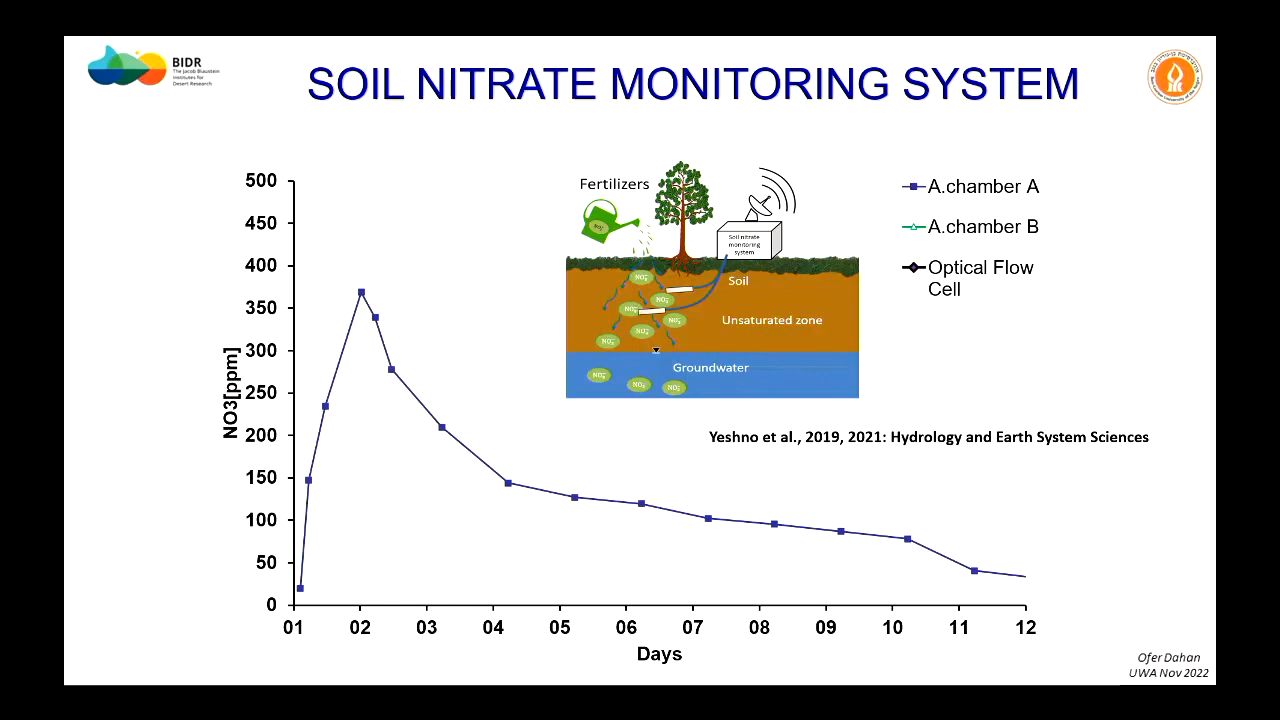 BIDR
The Jacob Blaustein
Institutes for
Desert Research
SOIL NITRATE MONITORING SYSTEM
500
450
400
350
300
250
200
150
100
50
0
NO3[ppm]
01 02 03 04 05 06 07 08 09 10 11 12
Days
Fertilizers
Soil nitrate
monitoring
system
Soil
Unsaturated zone
Groundwater
NO₃⁻
NO₃⁻
NO₃⁻
NO₃⁻
NO₃⁻
NO₃⁻
NO₃⁻
NO₃⁻
NO₃⁻
NO₃⁻
A.chamber A
A.chamber B
Optical Flow
Cell
Yeshno et al., 2019, 2021: Hydrology and Earth System Sciences
Ofer Dahan
UWA Nov 2022